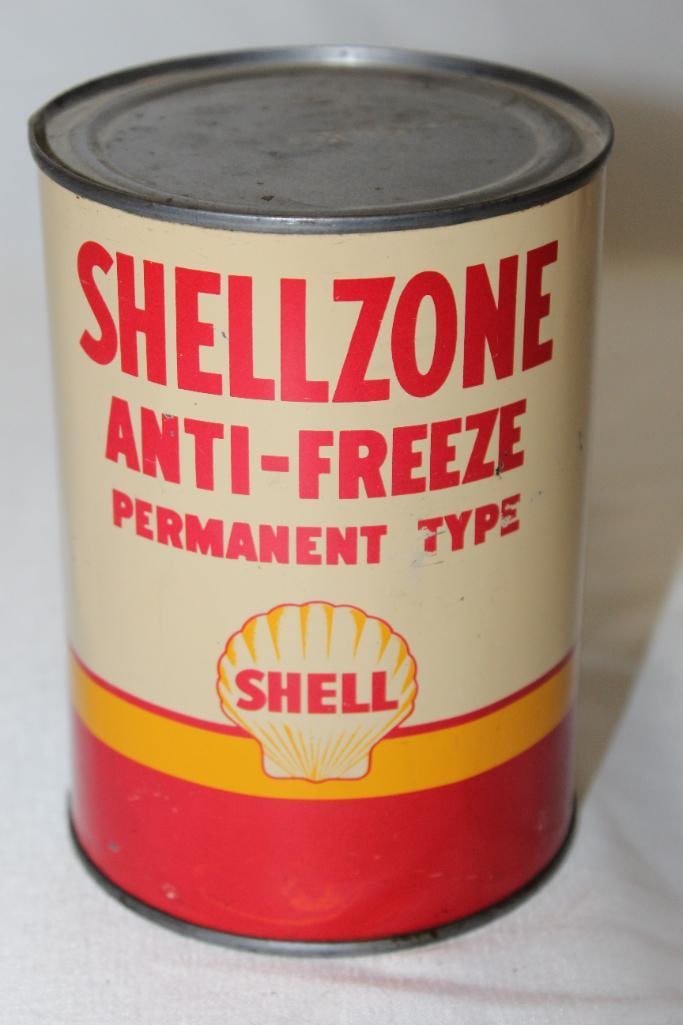 SHELLZONE
ANTI-FREEZE
PERMANENT TYPE
SHELL